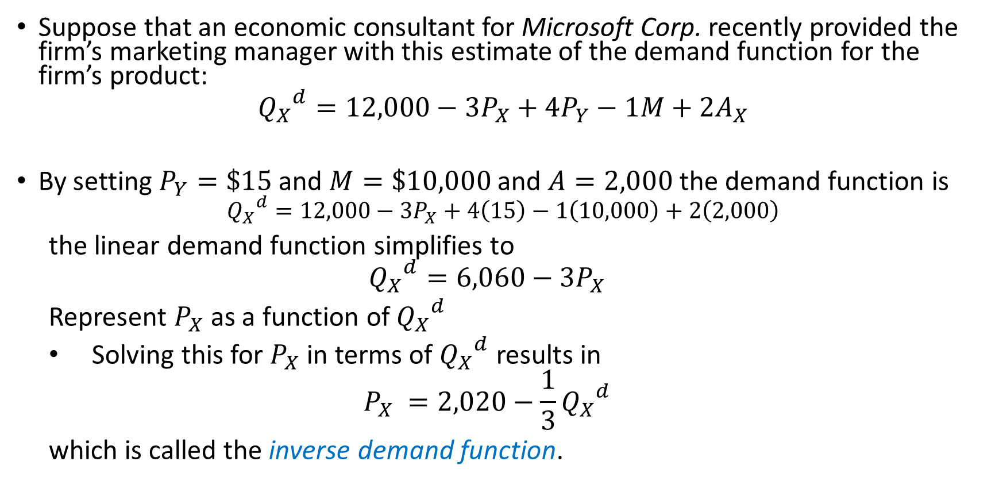 • Suppose that an economic consultant for Microsoft Corp. recently provided the
firm’s marketing manager with this estimate of the demand function for the
firm’s product:
Q_X^d = 12,000 − 3P_X + 4P_Y − 1M + 2A_X
• By setting P_Y = $15 and M = $10,000 and A = 2,000 the demand function is
Q_X^d = 12,000 − 3P_X + 4(15) − 1(10,000) + 2(2,000)
the linear demand function simplifies to
Q_X^d = 6,060 − 3P_X
Represent P_X as a function of Q_X^d
• Solving this for P_X in terms of Q_X^d results in
P_X = 2,020 − 1/3 Q_X^d
which is called the inverse demand function.